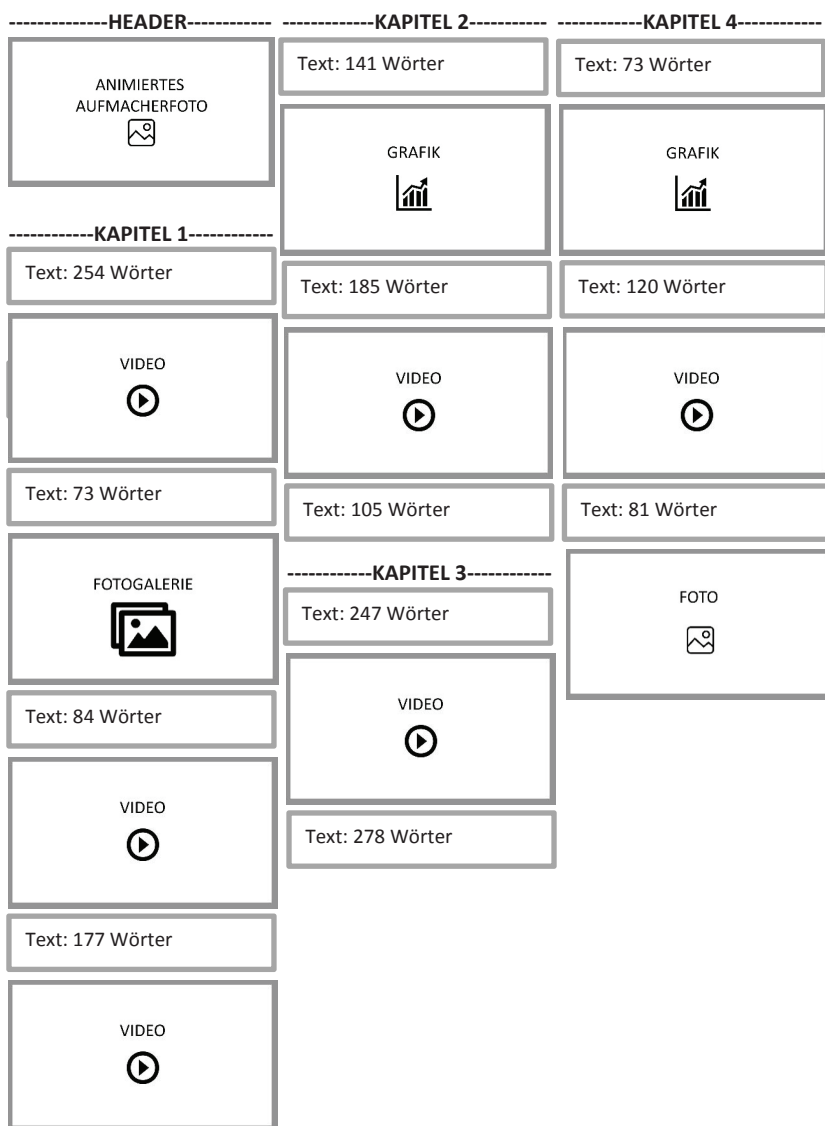 --------------HEADER------------
ANIMIERTES
AUFMACHERFOTO
------------KAPITEL 1------------
Text: 254 Wörter
VIDEO
Text: 73 Wörter
FOTOGALERIE
Text: 84 Wörter
VIDEO
Text: 177 Wörter
VIDEO
-------------KAPITEL 2-----------
Text: 141 Wörter
GRAFIK
Text: 185 Wörter
VIDEO
Text: 105 Wörter
------------KAPITEL 3------------
Text: 247 Wörter
VIDEO
Text: 278 Wörter
------------KAPITEL 4------------
Text: 73 Wörter
GRAFIK
Text: 120 Wörter
VIDEO
Text: 81 Wörter
FOTO